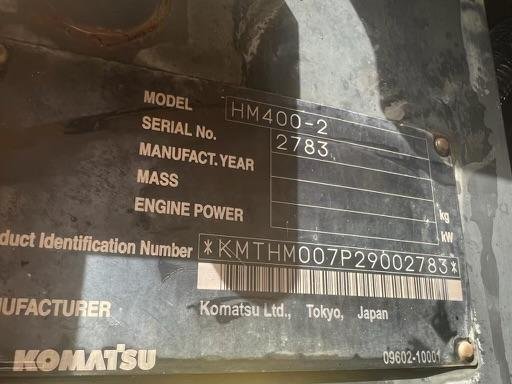 MODEL HM400-2
SERIAL No. 2783
MANUFACT. YEAR
MASS kg
ENGINE POWER kW
duct Identification Number *KMTHM007P29002783*
UFACTURER Komatsu Ltd., Tokyo, Japan
KOMATSU 09602-10001